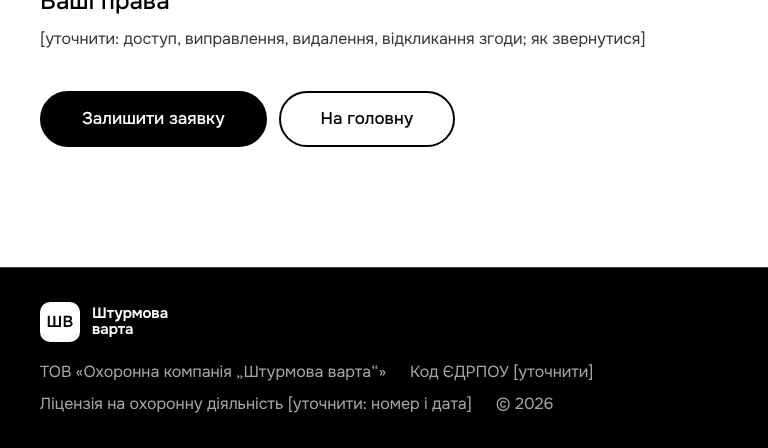 Ваші права
[уточнити: доступ, виправлення, видалення, відкликання згоди; як звернутися]
Залишити заявку
На головну
ШВ
Штурмова
варта
ТОВ «Охоронна компанія „Штурмова варта“» Код ЄДРПОУ [уточнити]
Ліцензія на охоронну діяльність [уточнити: номер і дата] © 2026